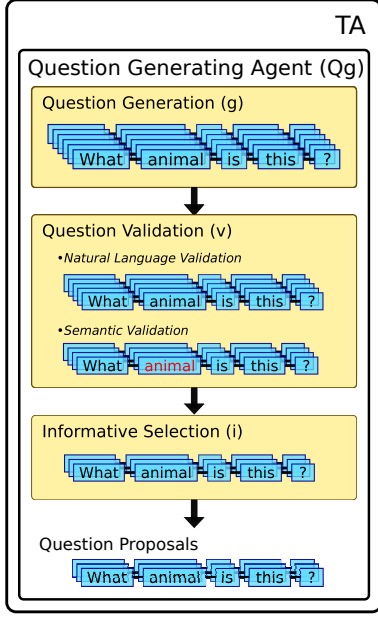 TA
Question Generating Agent (Qg)
Question Generation (g)
What animal is this ?
Question Validation (v)
•Natural Language Validation
What animal is this ?
•Semantic Validation
What animal is this ?
Informative Selection (i)
What animal is this ?
Question Proposals
What animal is this ?